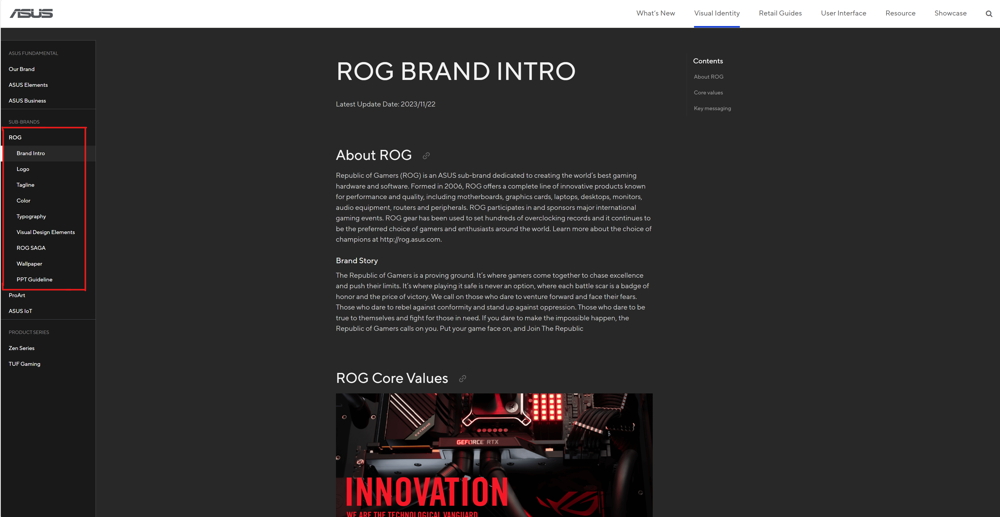 ASUS
What's New
Visual Identity
Retail Guides
User Interface
Resource
Showcase
ASUS FUNDAMENTAL
Our Brand
ASUS Elements
ASUS Business
SUB-BRANDS
ROG
Brand Intro
Logo
Tagline
Color
Typography
Visual Design Elements
ROG SAGA
Wallpaper
PPT Guideline
ProArt
ASUS IoT
PRODUCT SERIES
Zen Series
TUF Gaming
ROG BRAND INTRO
Latest Update Date: 2023/11/22
About ROG
Republic of Gamers (ROG) is an ASUS sub-brand dedicated to creating the world's best gaming
hardware and software. Formed in 2006, ROG offers a complete line of innovative products known
for performance and quality, including motherboards, graphics cards, laptops, desktops, monitors,
audio equipment, routers and peripherals. ROG participates in and sponsors major international
gaming events. ROG gear has been used to set hundreds of overclocking records and it continues to
be the preferred choice of gamers and enthusiasts around the world. Learn more about the choice of
champions at http://rog.asus.com.
Brand Story
The Republic of Gamers is a proving ground. It's where gamers come together to chase excellence
and push their limits. It's where playing it safe is never an option, where each battle scar is a badge of
honor and the price of victory. We call on those who dare to venture forward and face their fears.
Those who dare to rebel against conformity and stand up against oppression. Those who dare to be
true to themselves and fight for those in need. If you dare to make the impossible happen, the
Republic of Gamers calls on you. Put your game face on, and Join The Republic
ROG Core Values
EXTREME
GEFORCE RTX
INNOVATION
WE ARE THE TECHNOLOGICAL VANGUARD
Contents
About ROG
Core values
Key messaging